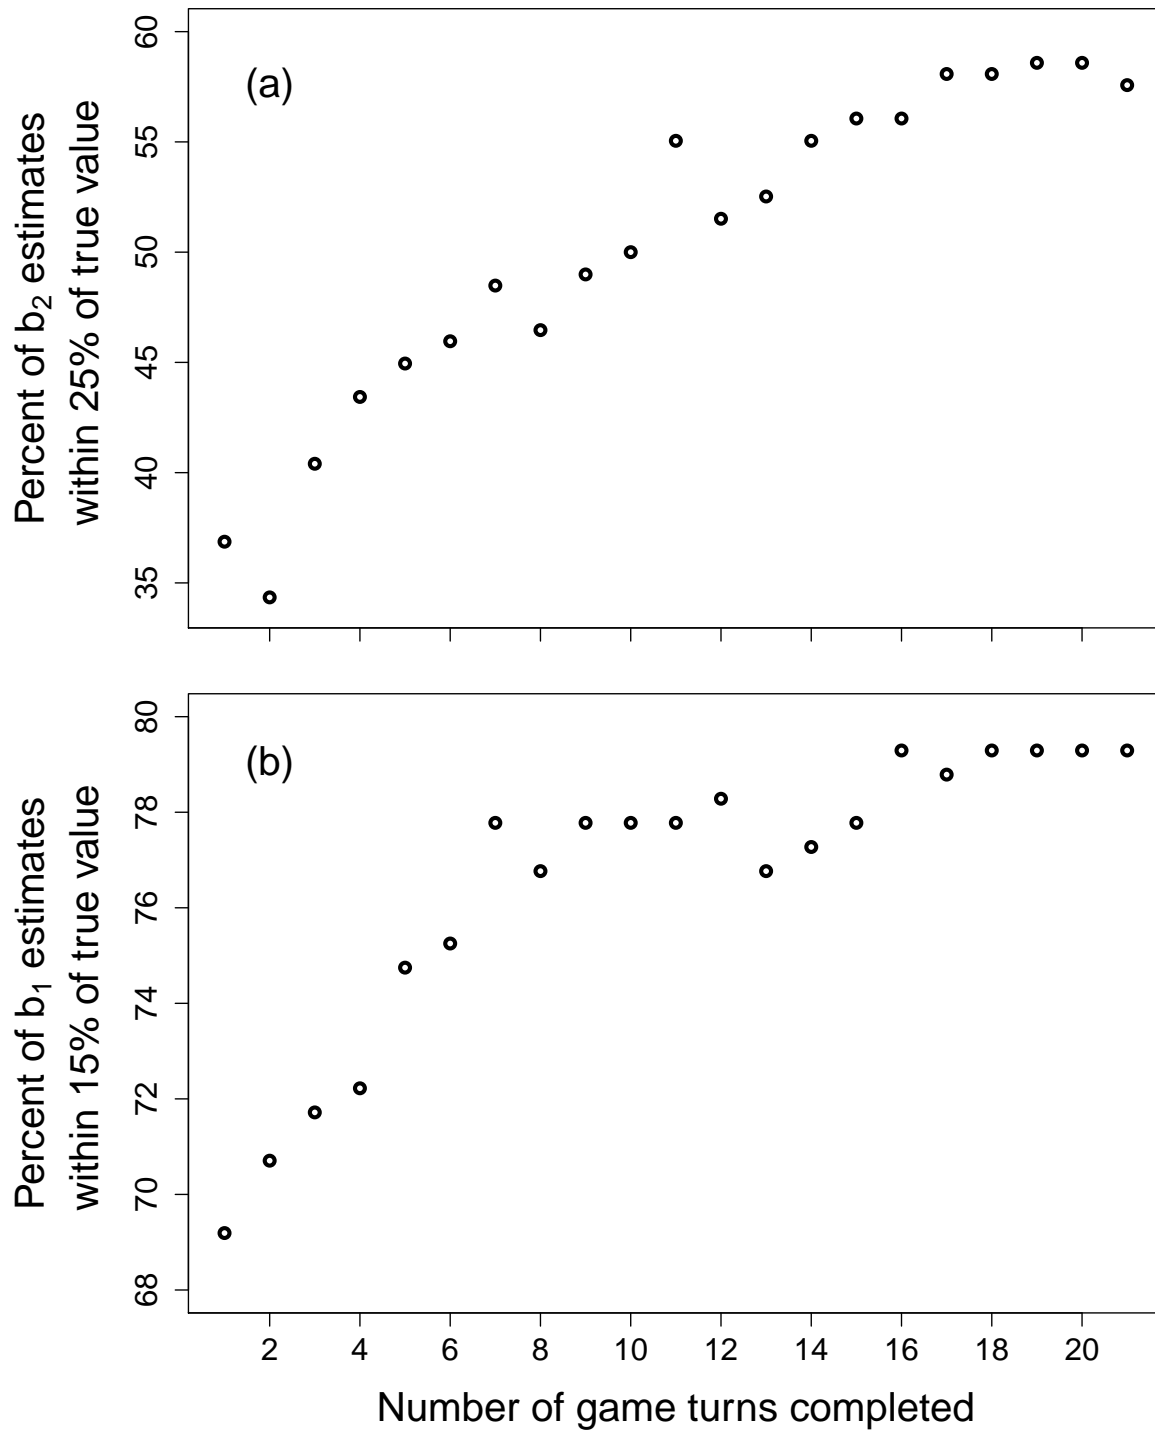 Percent of b₂ estimates
within 25% of true value
60
55
50
45
40
35
(a)
Percent of b₁ estimates
within 15% of true value
80
78
76
74
72
70
68
(b)
2 4 6 8 10 12 14 16 18 20
Number of game turns completed